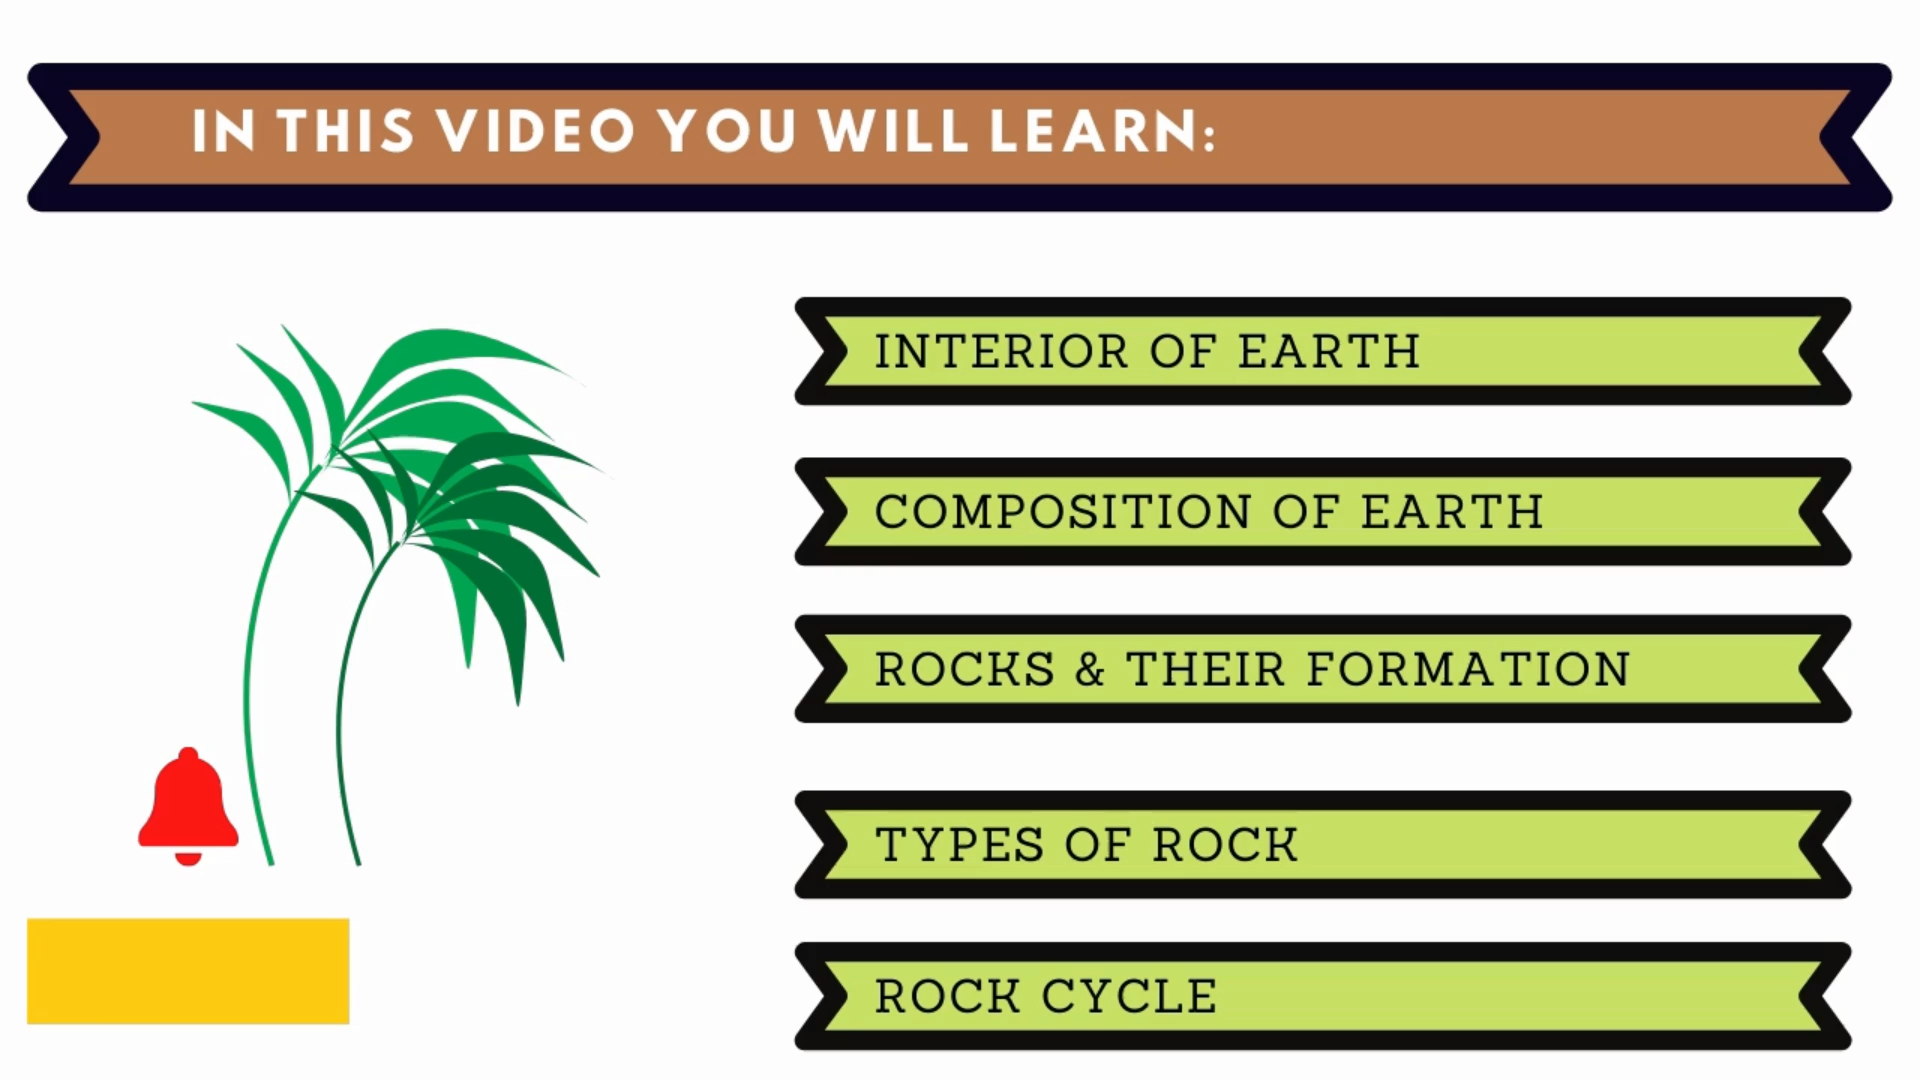 IN THIS VIDEO YOU WILL LEARN:
INTERIOR OF EARTH
COMPOSITION OF EARTH
ROCKS & THEIR FORMATION
TYPES OF ROCK
ROCK CYCLE